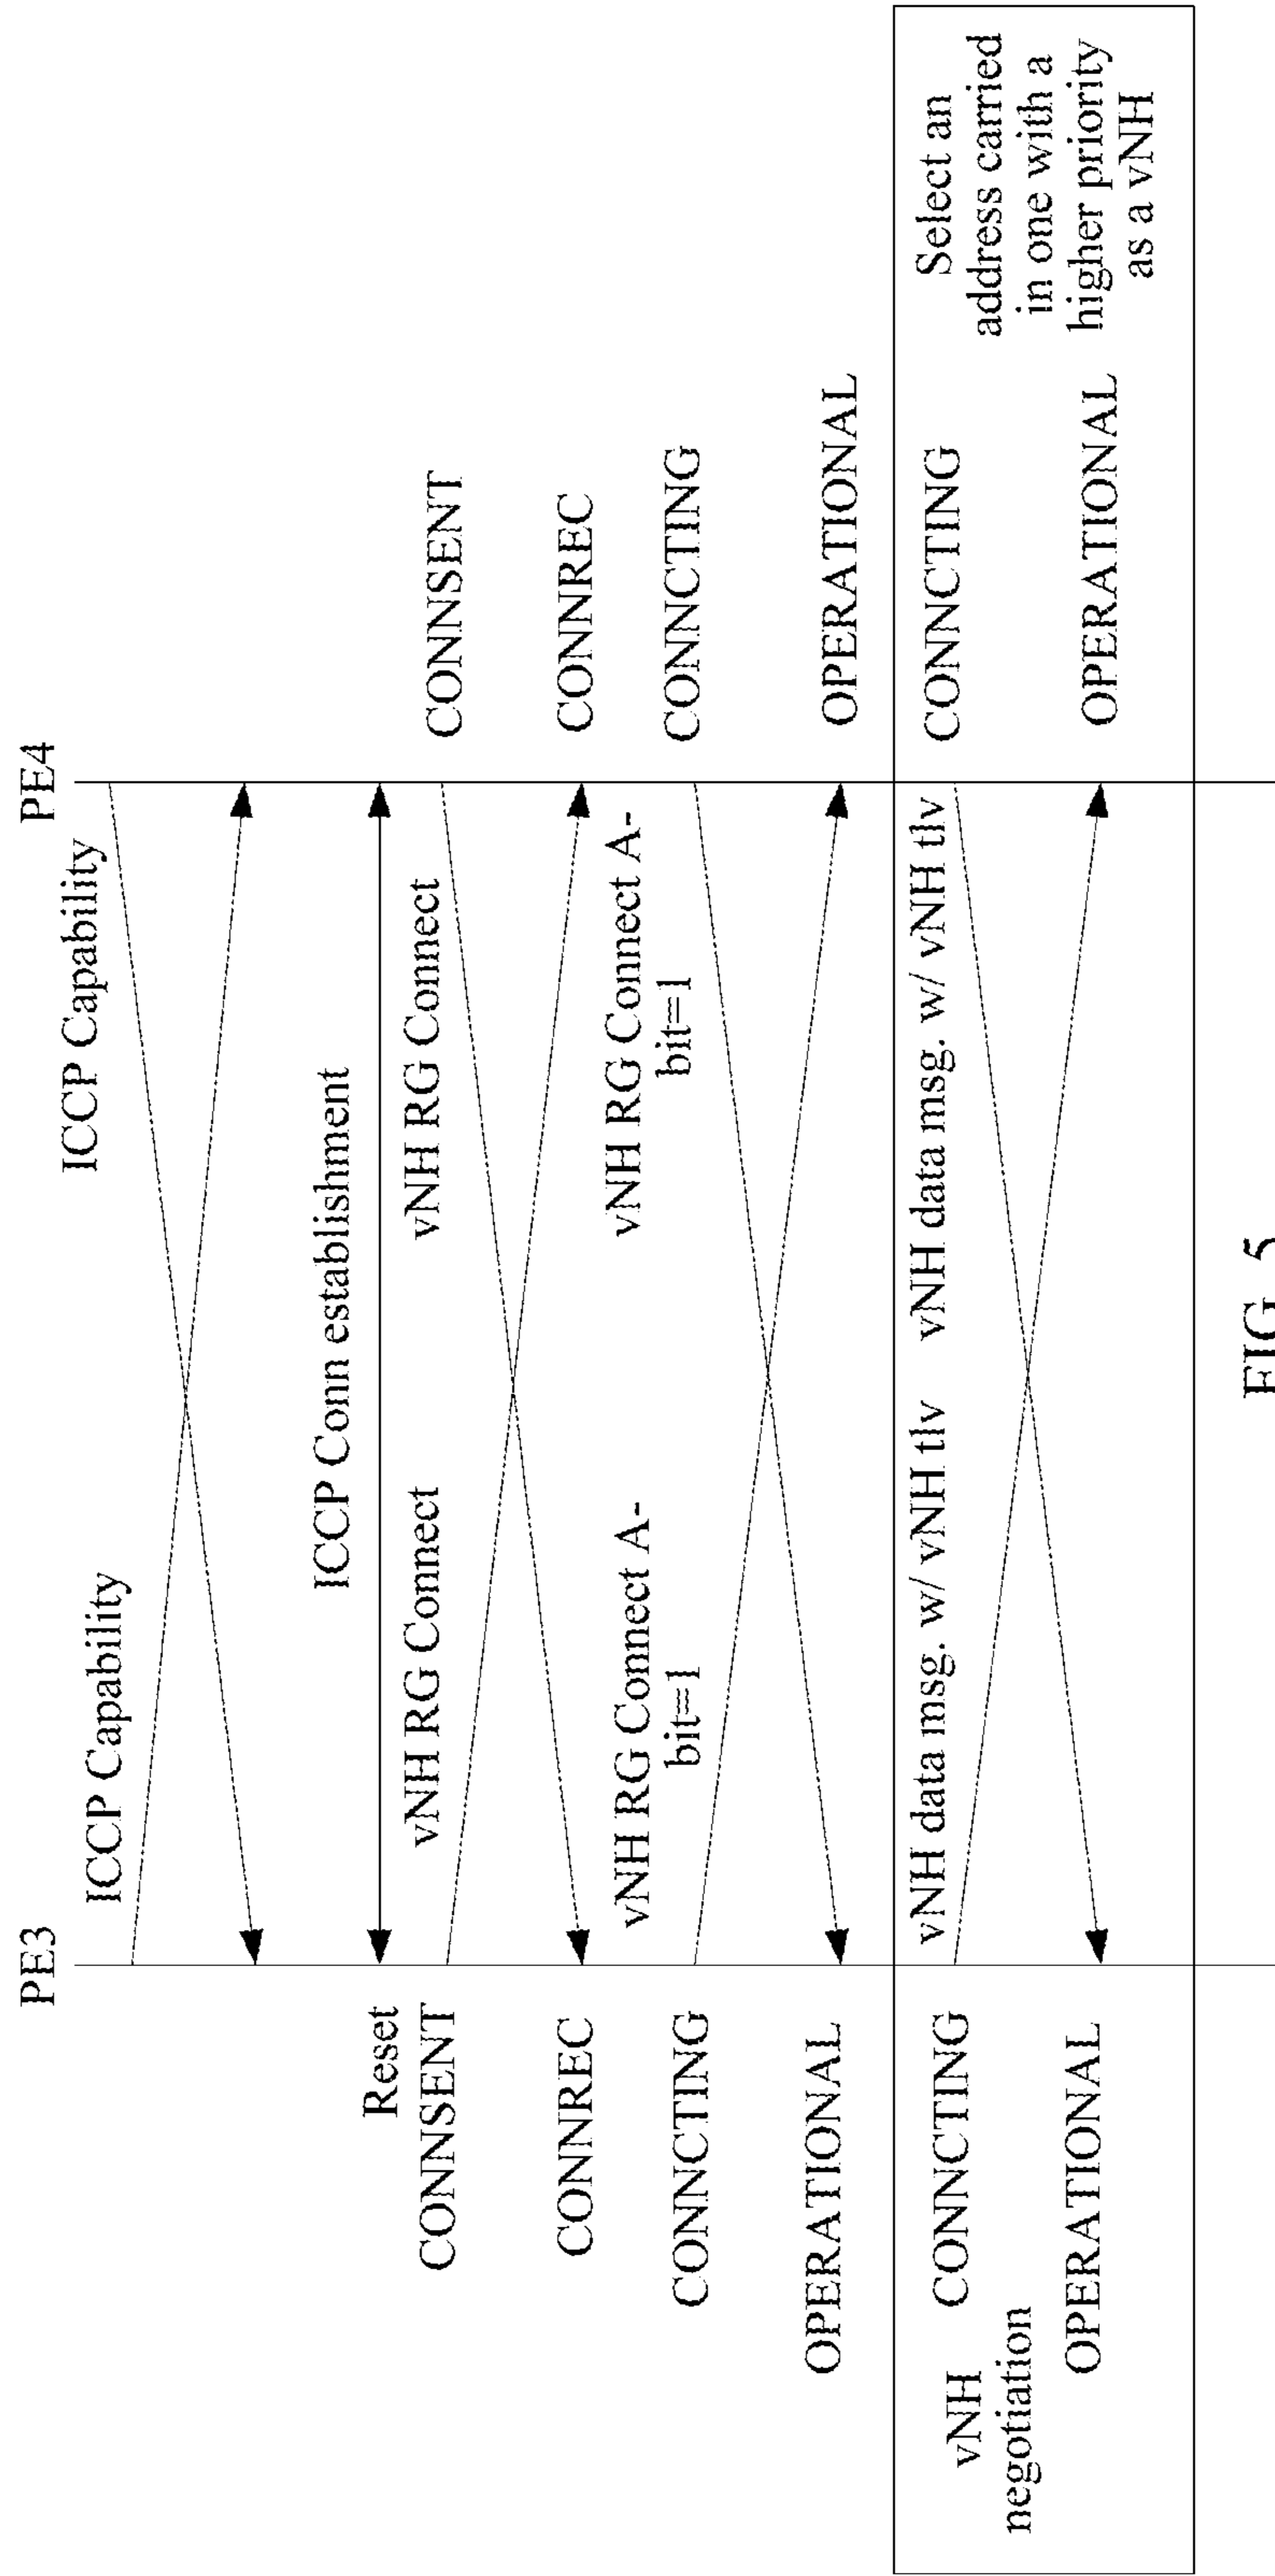 PE3
PE4
ICCP Capability
ICCP Capability
ICCP Conn establishment
Reset
CONNSENT
vNH RG Connect
vNH RG Connect
CONNSENT
CONNREC
CONNREC
vNH RG Connect A-
bit=1
vNH RG Connect A-
bit=1
CONNCTING
CONNCTING
OPERATIONAL
OPERATIONAL
vNH
negotiation
CONNCTING
vNH data msg. w/ vNH tlv
vNH data msg. w/ vNH tlv
CONNCTING
OPERATIONAL
OPERATIONAL
Select an
address carried
in one with a
higher priority
as a vNH
FIG. 5